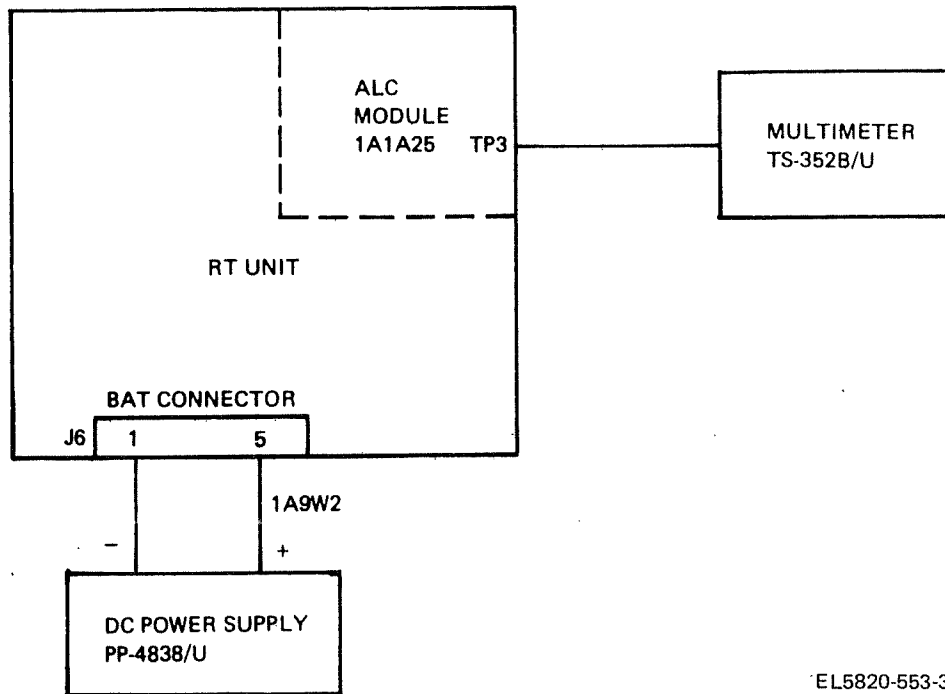 ALC
MODULE
1A1A25 TP3
MULTIMETER
TS-352B/U
RT UNIT
BAT CONNECTOR
J6 1 5
1A9W2
− +
DC POWER SUPPLY
PP-4838/U
EL5820-553-3